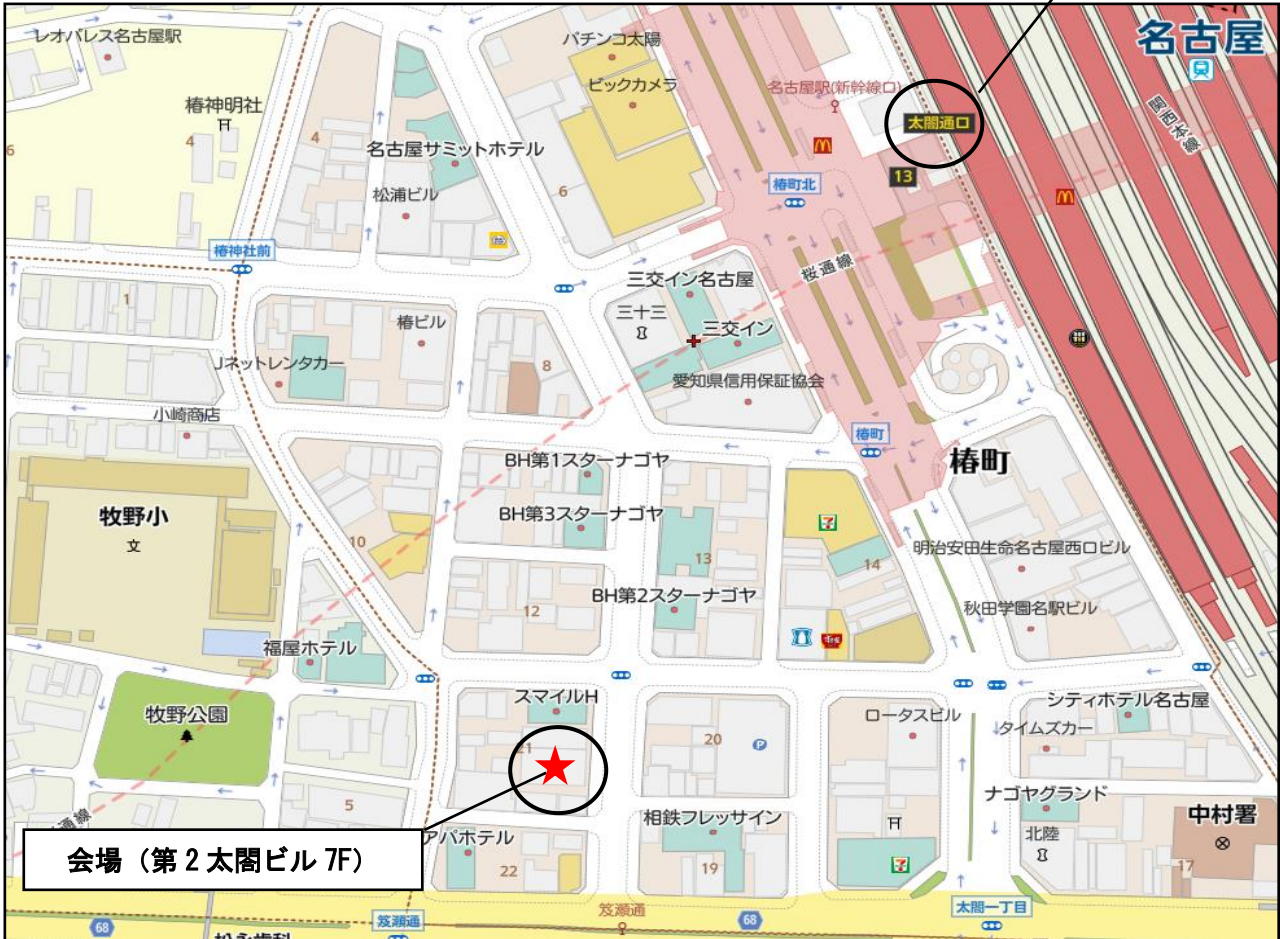 レオパレス名古屋駅
パチンコ太陽
名古屋
ビックカメラ
名古屋駅(新幹線口)
関西本線
椿神明社
太閤通口
6
4
4
名古屋サミットホテル
13
松浦ビル
6
椿町北
椿神社前
桜通線
三交イン名古屋
1
三十三
椿ビル
三交イン
Jネットレンタカー
8
愛知県信用保証協会
小崎商店
椿町
椿町
BH第1スターナゴヤ
牧野小
文
BH第3スターナゴヤ
10
13
14
明治安田生命名古屋西口ビル
12
BH第2スターナゴヤ
秋田学園名駅ビル
福屋ホテル
スマイルH
シティホテル名古屋
牧野公園
ロータスビル
タイムズカー
21
20
P
5
ナゴヤグランド
通線
相鉄フレッサイン
中村署
アパホテル
北陸
会場(第2太閤ビル 7F)
22
19
17
笈瀬通
太閤一丁目
68
笈瀬通
68
松永歯科